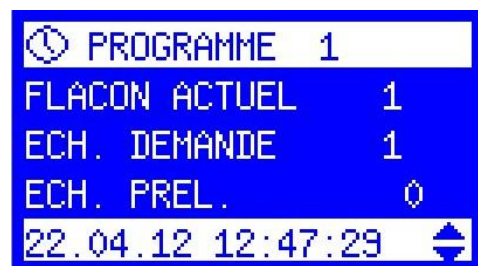 PROGRAMME 1
FLACON ACTUEL 1
ECH. DEMANDE 1
ECH. PREL. 0
22.04.12 12:47:29